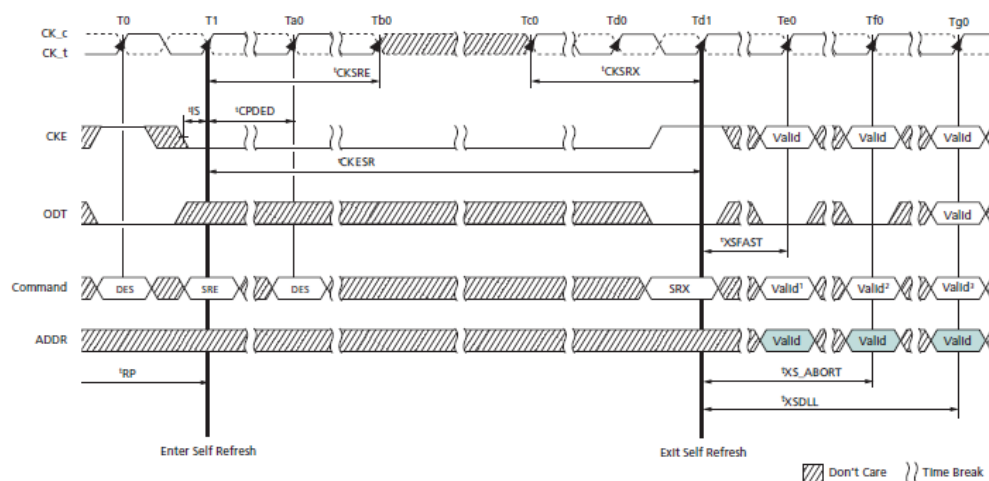 T0 T1 Ta0 Tb0 Tc0 Td0 Td1 Te0 Tf0 Tg0
CK_c
CK_t
tCKSRE tCKSRX
tIS tCPDED
CKE Valid Valid Valid
tCKESR
ODT Valid
tXSFAST
Command DES SRE DES SRX Valid¹ Valid² Valid³
ADDR Valid Valid Valid
tRP tXS_ABORT
tXSDLL
Enter Self Refresh Exit Self Refresh
Don't Care Time Break